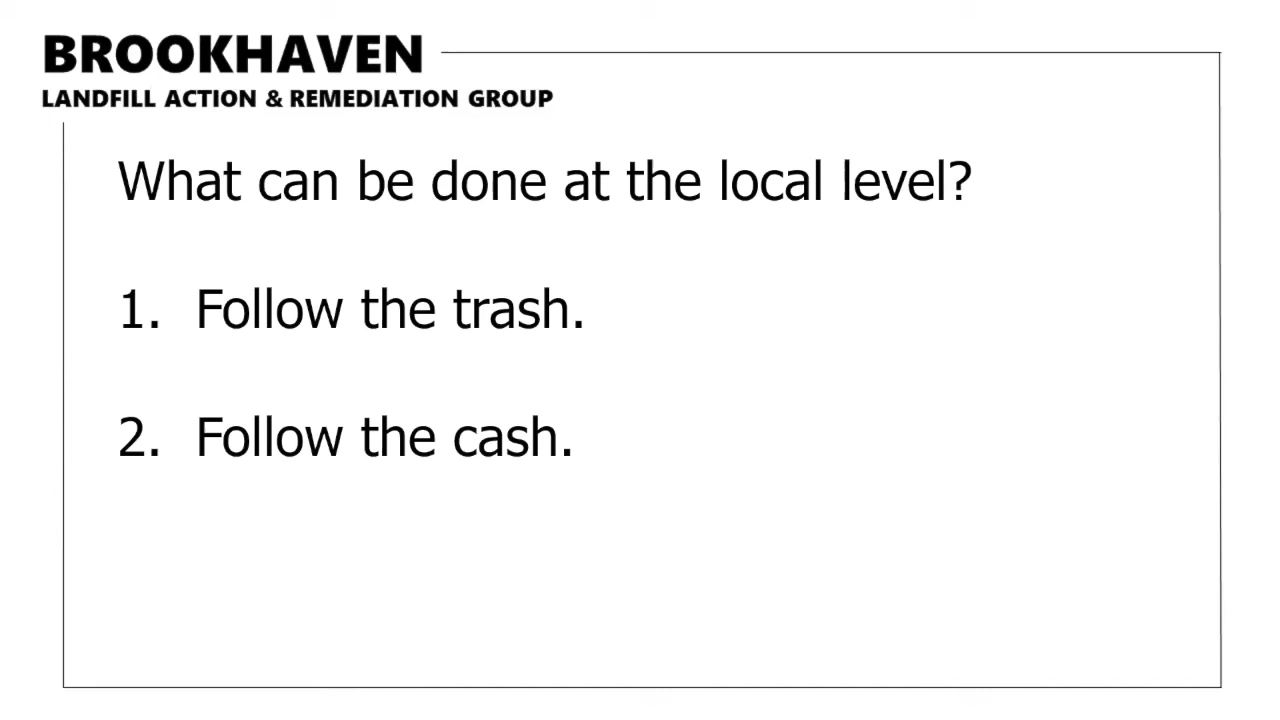 BROOKHAVEN
LANDFILL ACTION & REMEDIATION GROUP
What can be done at the local level?
1. Follow the trash.
2. Follow the cash.